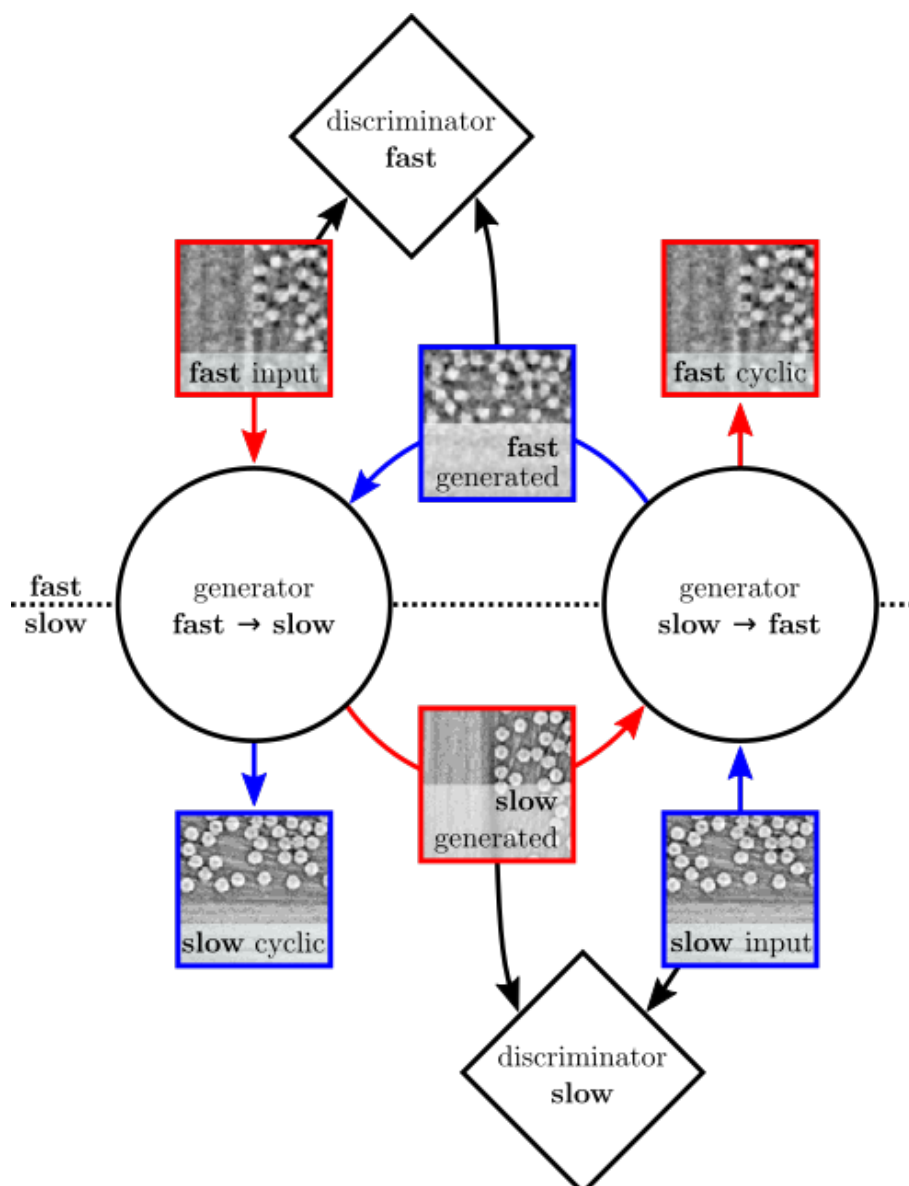 discriminator
fast
fast input
fast cyclic
fast
generated
fast
slow
generator
fast → slow
generator
slow → fast
slow
generated
slow cyclic
slow input
discriminator
slow